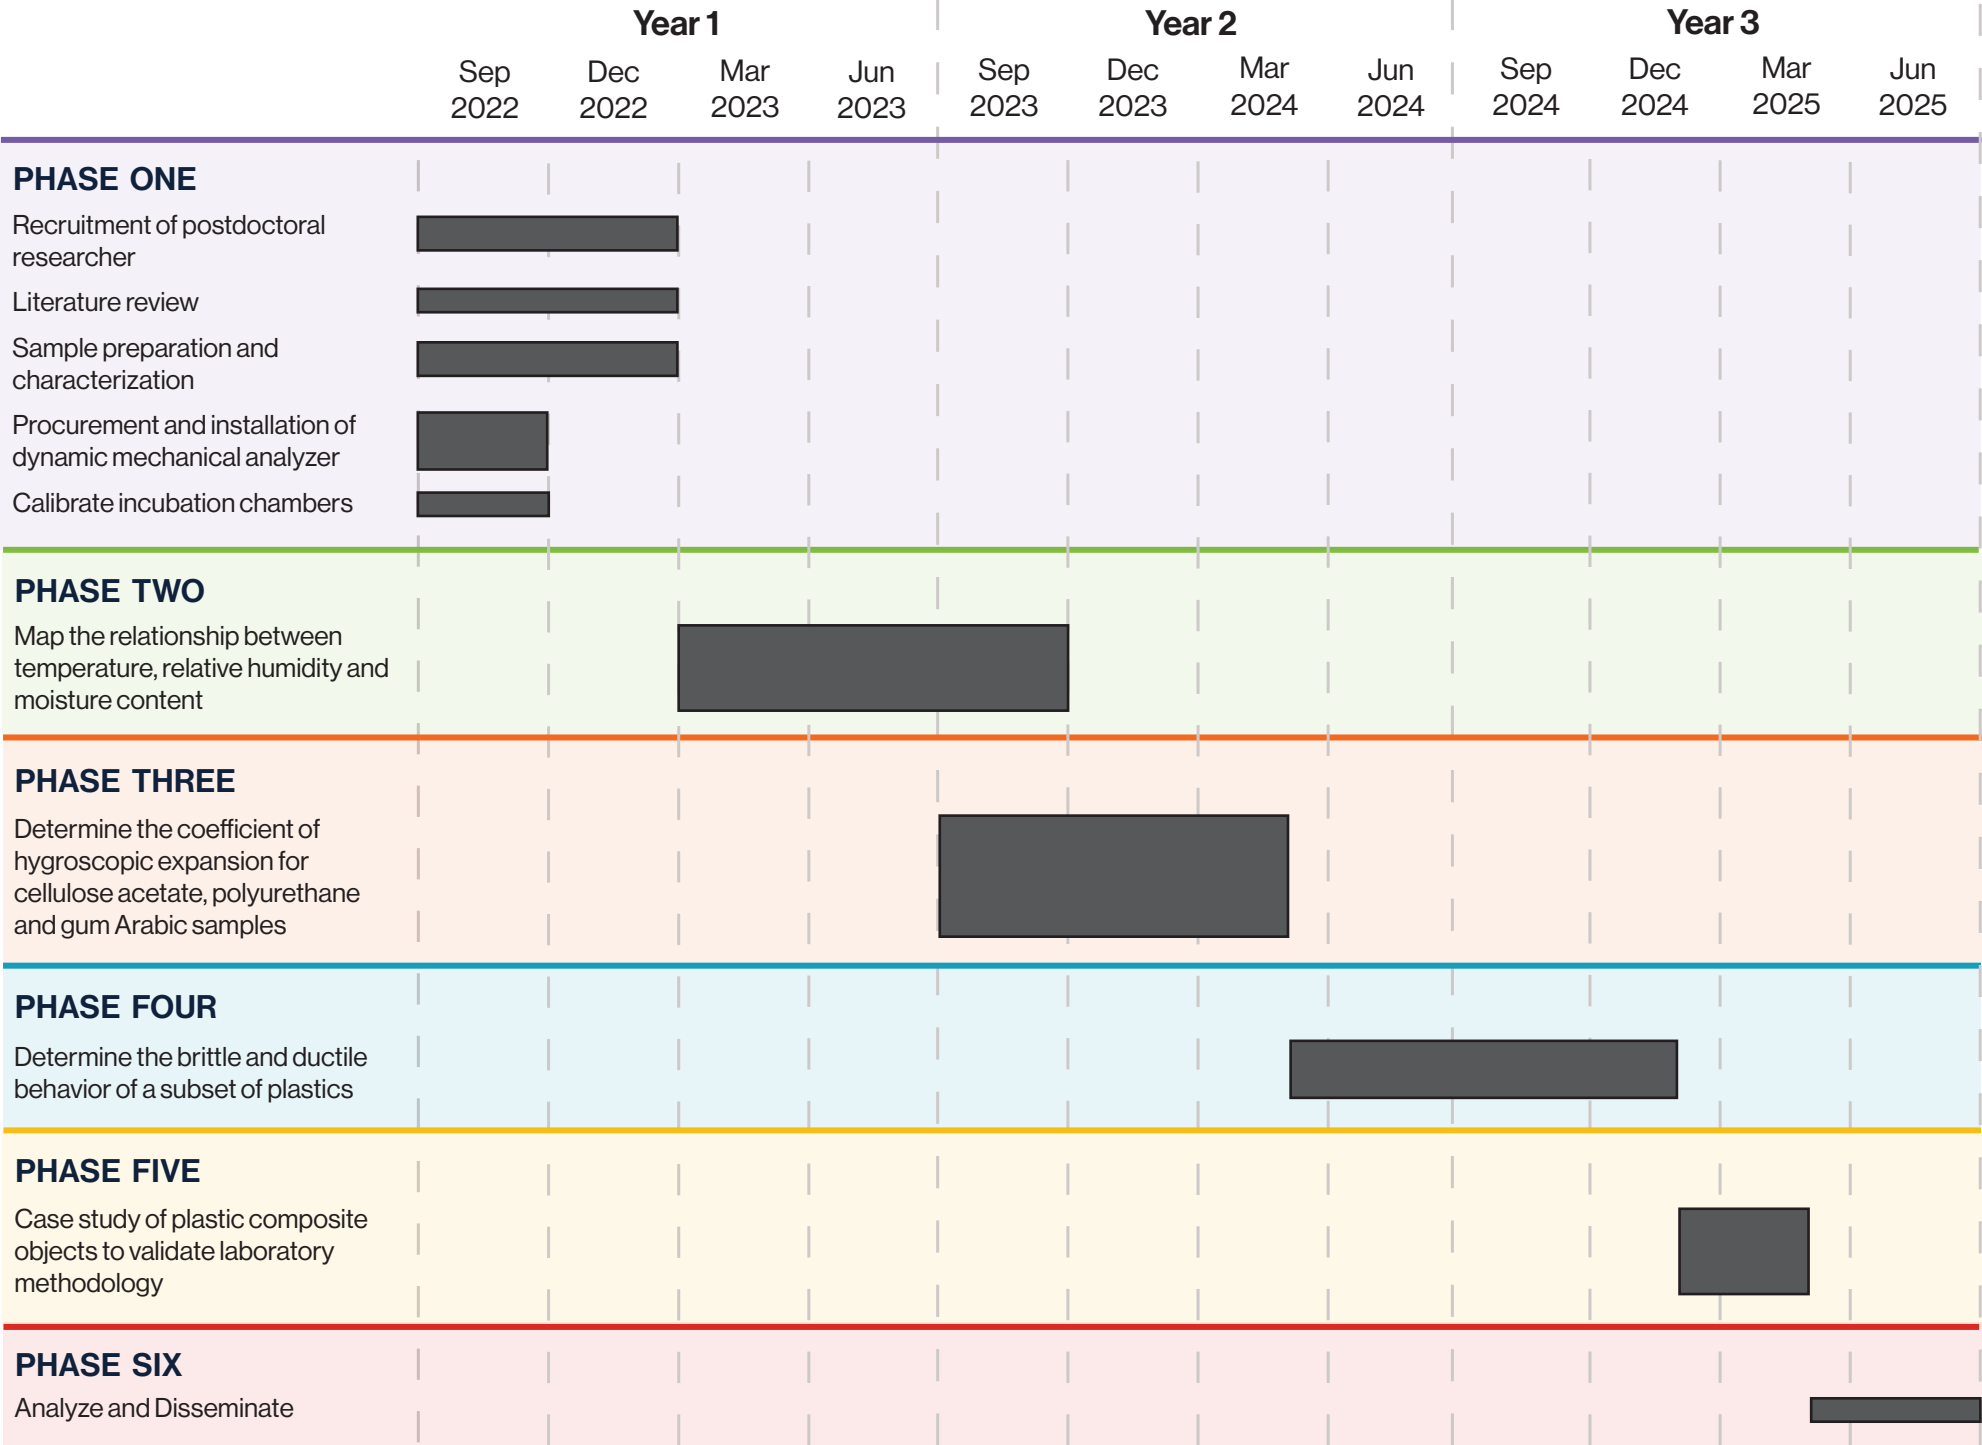 Year 1
Year 2
Year 3
Sep
2022
Dec
2022
Mar
2023
Jun
2023
Sep
2023
Dec
2023
Mar
2024
Jun
2024
Sep
2024
Dec
2024
Mar
2025
Jun
2025
PHASE ONE
Recruitment of postdoctoral
researcher
Literature review
Sample preparation and
characterization
Procurement and installation of
dynamic mechanical analyzer
Calibrate incubation chambers
PHASE TWO
Map the relationship between
temperature, relative humidity and
moisture content
PHASE THREE
Determine the coefficient of
hygroscopic expansion for
cellulose acetate, polyurethane
and gum Arabic samples
PHASE FOUR
Determine the brittle and ductile
behavior of a subset of plastics
PHASE FIVE
Case study of plastic composite
objects to validate laboratory
methodology
PHASE SIX
Analyze and Disseminate